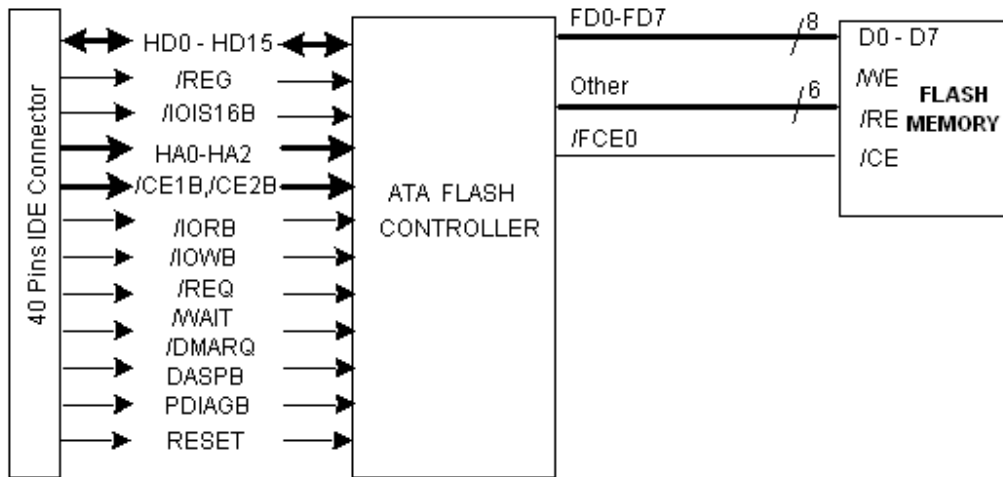 40 Pins IDE Connector
HD0 - HD15
/REG
/IOIS16B
HA0-HA2
/CE1B,/CE2B
/IORB
/IOWB
/REQ
/WAIT
/DMARQ
DASPB
PDIAGB
RESET
ATA FLASH
CONTROLLER
FD0-FD7
8
Other
6
/FCE0
D0 - D7
/WE
/RE
/CE
FLASH
MEMORY